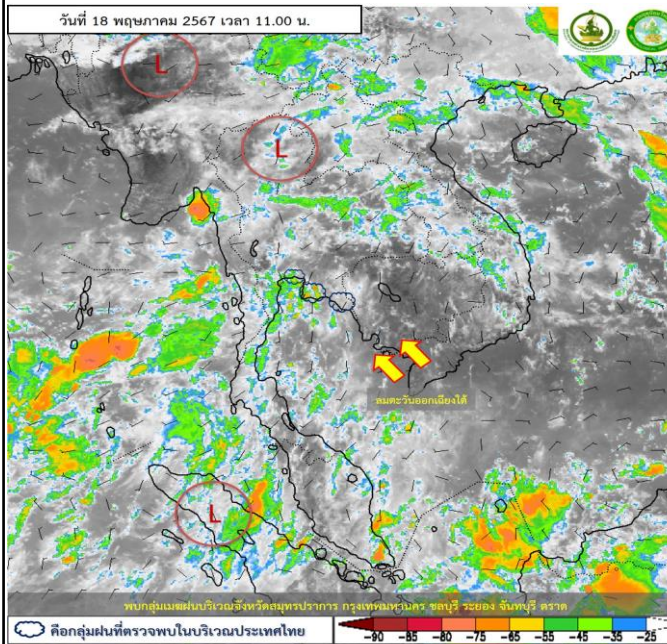 วันที่ 18 พฤษภาคม 2567 เวลา 11.00 น.
L
L
ลมตะวันออกเฉียงใต้
L
พบกลุ่มเมฆฝนบริเวณจังหวัดสมุทรปราการ กรุงเทพมหานคร ชลบุรี ระยอง จันทบุรี ตราด
คือกลุ่มฝนที่ตรวจพบในบริเวณประเทศไทย
-90 -85 -80 -75 -65 -55 -45 -35 -25